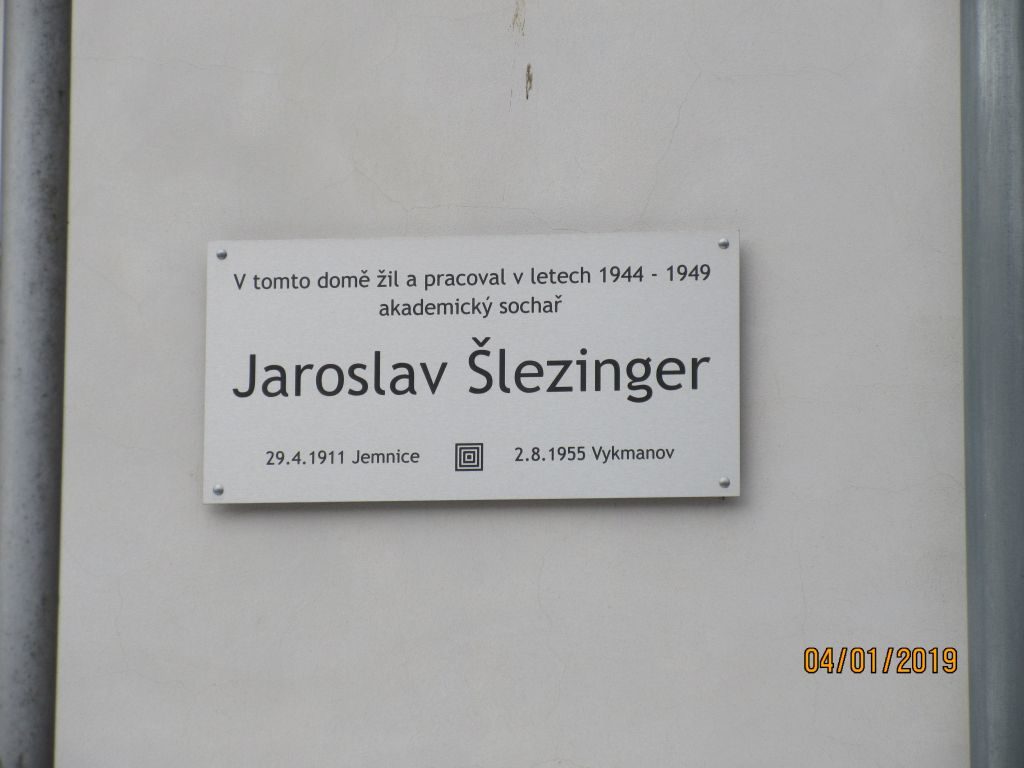 V tomto domě žil a pracoval v letech 1944 - 1949
akademický sochař
Jaroslav Šlezinger
29.4.1911 Jemnice 2.8.1955 Vykmanov
04/01/2019